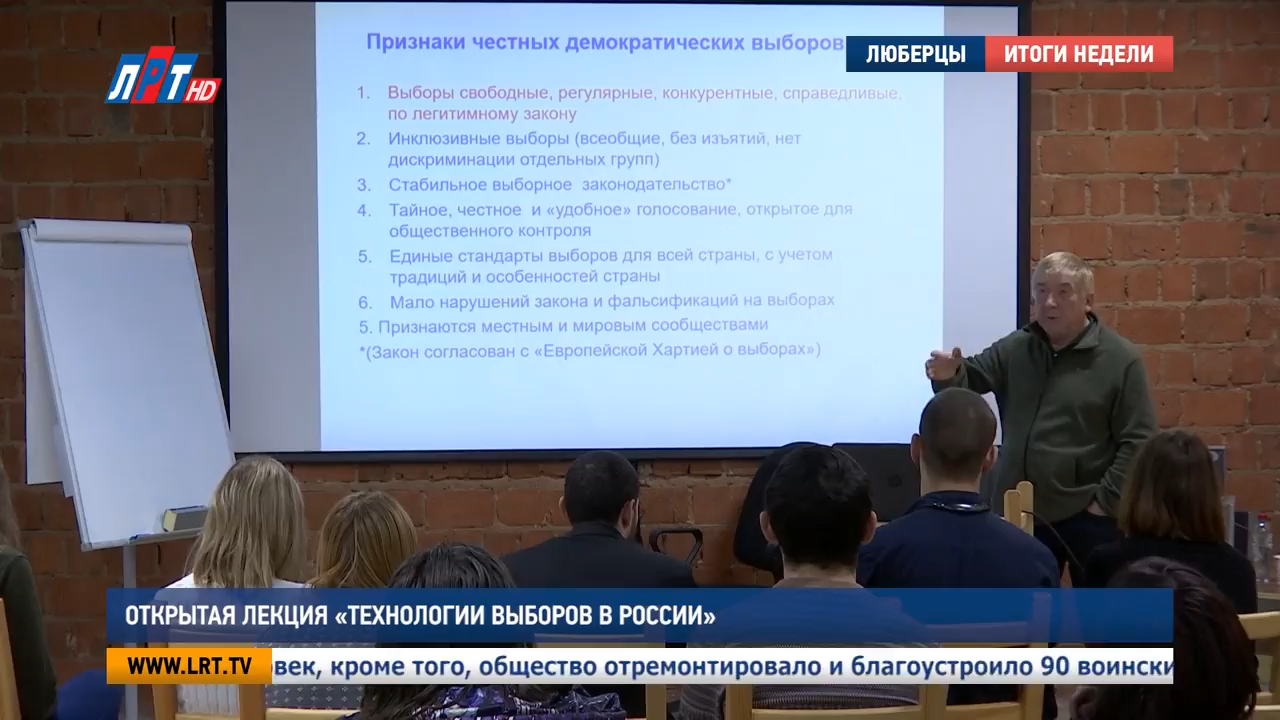 Признаки честных демократических выборов
ЛЮБЕРЦЫ ИТОГИ НЕДЕЛИ
ЛРТ HD
1. Выборы свободные, регулярные, конкурентные, справедливые,
по легитимному закону
2. Инклюзивные выборы (всеобщие, без изъятий, нет
дискриминации отдельных групп)
3. Стабильное выборное законодательство*
4. Тайное, честное и «удобное» голосование, открытое для
общественного контроля
5. Единые стандарты выборов для всей страны, с учетом
традиций и особенностей страны
6. Мало нарушений закона и фальсификаций на выборах
5. Признаются местным и мировым сообществами
*(Закон согласован с «Европейской Хартией о выборах»)
ОТКРЫТАЯ ЛЕКЦИЯ «ТЕХНОЛОГИИ ВЫБОРОВ В РОССИИ»
WWW.LRT.TV овек, кроме того, общество отремонтировало и благоустроило 90 воински